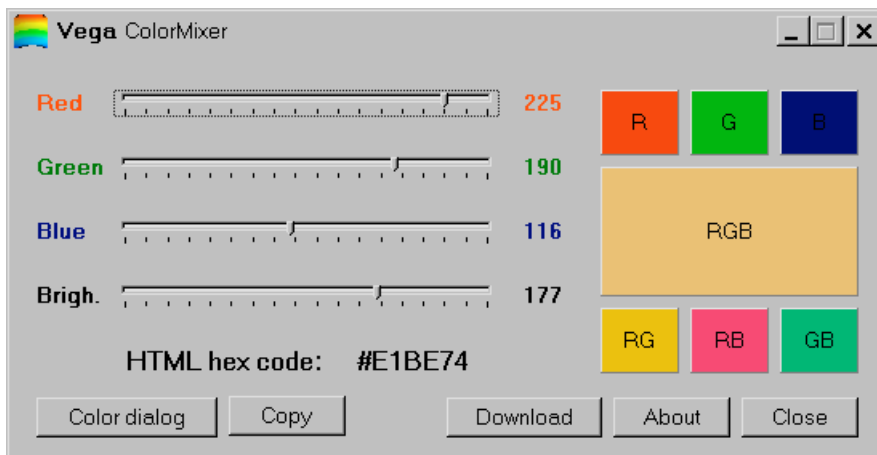 Vega ColorMixer
Red 225
Green 190
Blue 116
Brigh. 177
HTML hex code: #E1BE74
R G B
RGB
RG RB GB
Color dialog Copy Download About Close